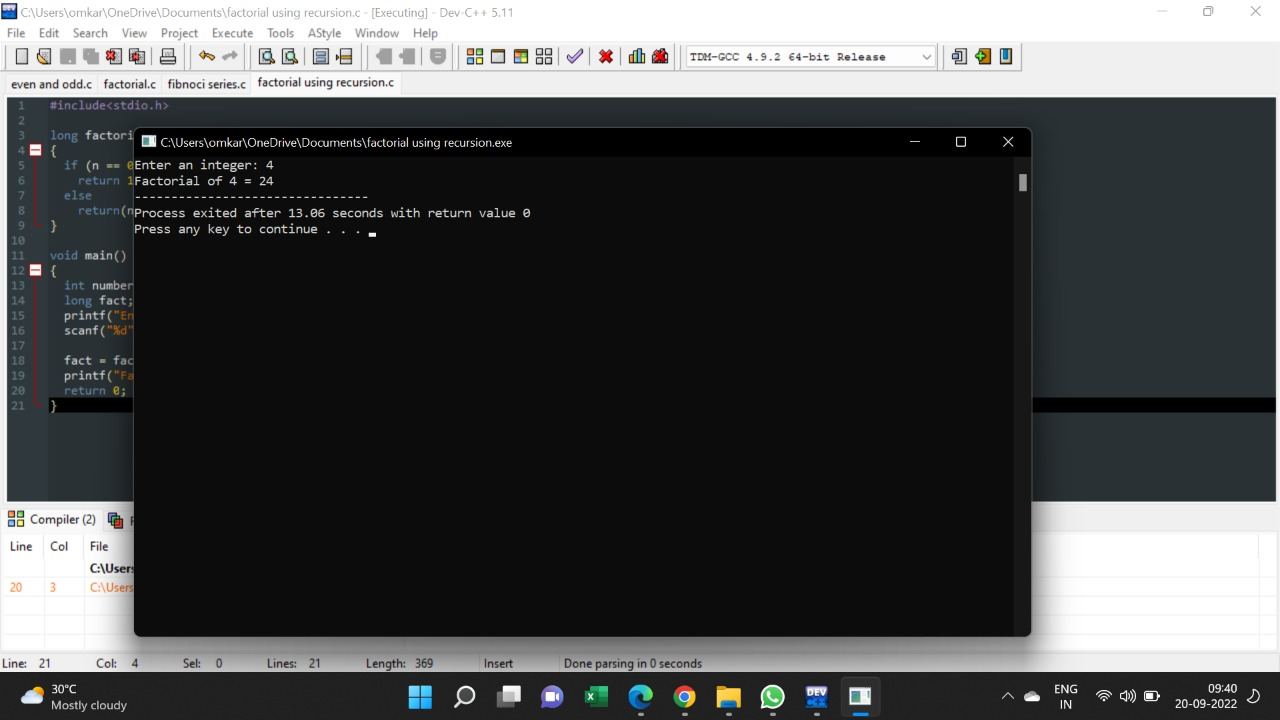 C:\Users\omkar\OneDrive\Documents\factorial using recursion.c - [Executing] - Dev-C++ 5.11
File Edit Search View Project Execute Tools AStyle Window Help
TDM-GCC 4.9.2 64-bit Release
even and odd.c factorial.c fibnoci series.c factorial using recursion.c
1 #include<stdio.h>
2
3 long factori
4 {
5 if (n == 0
6 return 1
7 else
8 return(n
9 }
10
11 void main()
12 {
13 int number
14 long fact;
15 printf("En
16 scanf("%d"
17
18 fact = fac
19 printf("Fa
20 return 0;
21 }
C:\Users\omkar\OneDrive\Documents\factorial using recursion.exe
Enter an integer: 4
Factorial of 4 = 24
--------------------------------
Process exited after 13.06 seconds with return value 0
Press any key to continue . . .
Compiler (2)
Line Col File
C:\Users
20 3 C:\Users
Line: 21 Col: 4 Sel: 0 Lines: 21 Length: 369 Insert Done parsing in 0 seconds
30°C
Mostly cloudy
DEV
ENG
IN
09:40
20-09-2022